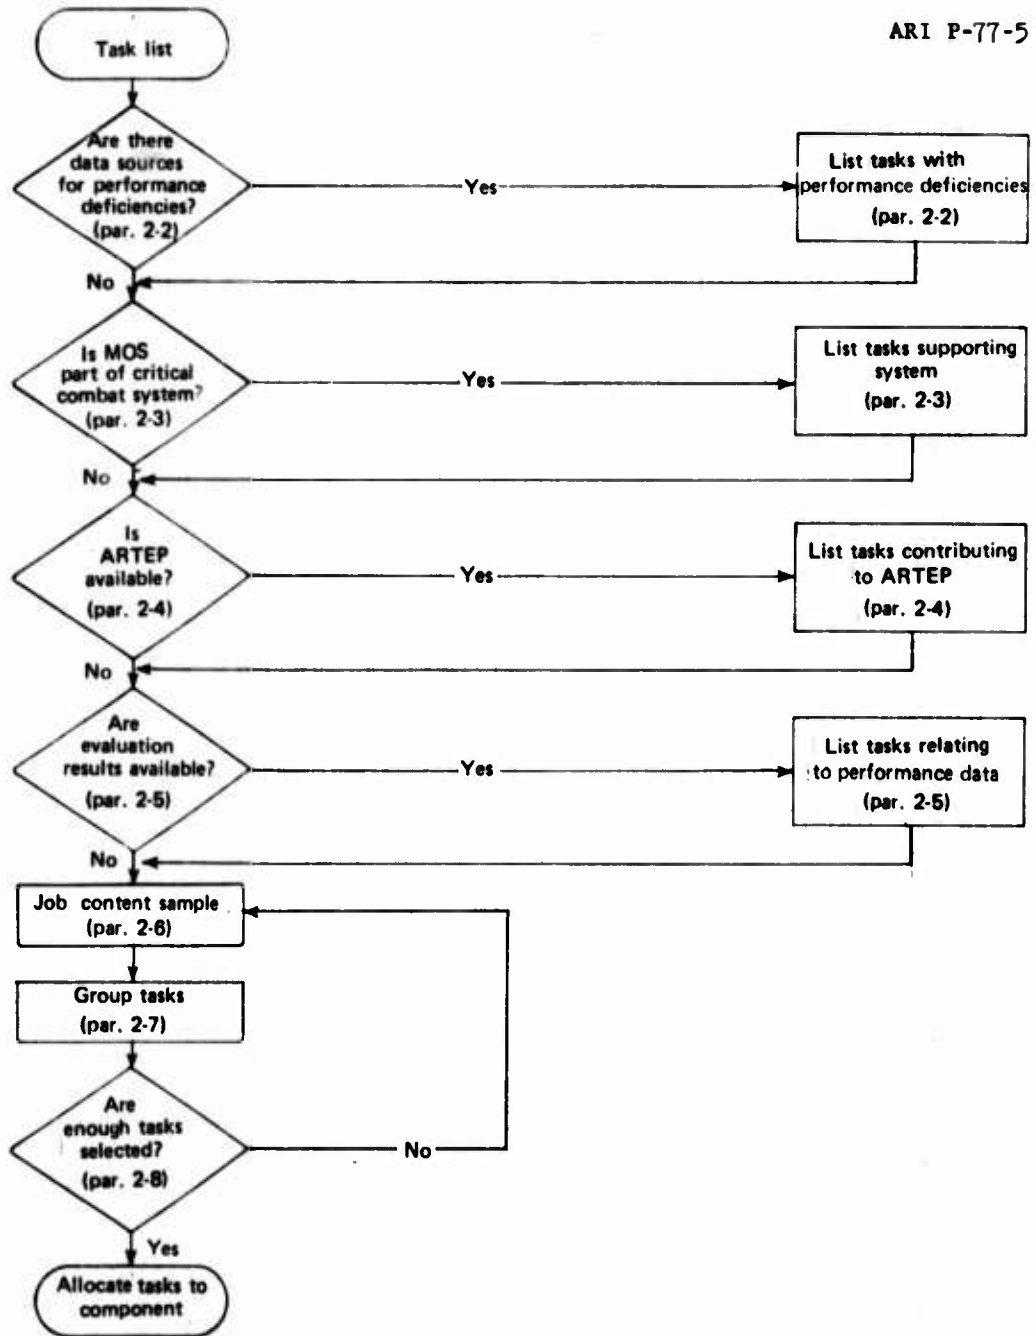 ARI P-77-5
Task list
Are there
data sources
for performance
deficiencies?
(par. 2-2)
Yes
List tasks with
performance deficiencies
(par. 2-2)
No
Is MOS
part of critical
combat system?
(par. 2-3)
Yes
List tasks supporting
system
(par. 2-3)
No
Is
ARTEP
available?
(par. 2-4)
Yes
List tasks contributing
to ARTEP
(par. 2-4)
No
Are
evaluation
results available?
(par. 2-5)
Yes
List tasks relating
to performance data
(par. 2-5)
No
Job content sample
(par. 2-6)
Group tasks
(par. 2-7)
Are
enough tasks
selected?
(par. 2-8)
No
Yes
Allocate tasks to
component